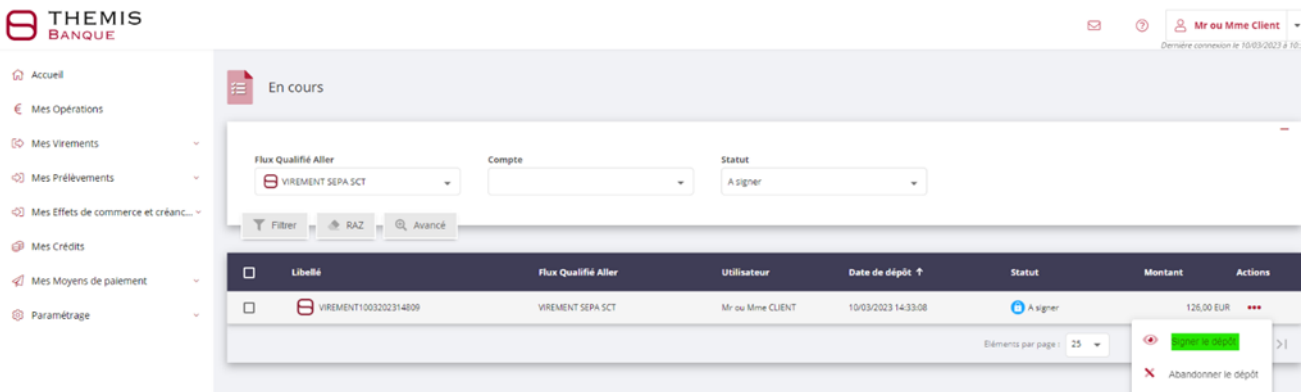 THEMIS
BANQUE
Mr ou Mme Client
Dernière connexion le 10/03/2023 à 10:
Accueil
Mes Opérations
Mes Virements
Mes Prélèvements
Mes Effets de commerce et créanc...
Mes Crédits
Mes Moyens de paiement
Paramétrage
En cours
Flux Qualifié Aller
Compte
Statut
VIREMENT SEPA SCT
A signer
Filtrer
RAZ
Avancé
Libellé Flux Qualifié Aller Utilisateur Date de dépôt ↑ Statut Montant Actions
VIREMENT1003202314809 VIREMENT SEPA SCT Mr ou Mme CLIENT 10/03/2023 14:33:08 A signer 126,00 EUR
Eléments par page : 25
Signer le dépôt
Abandonner le dépôt